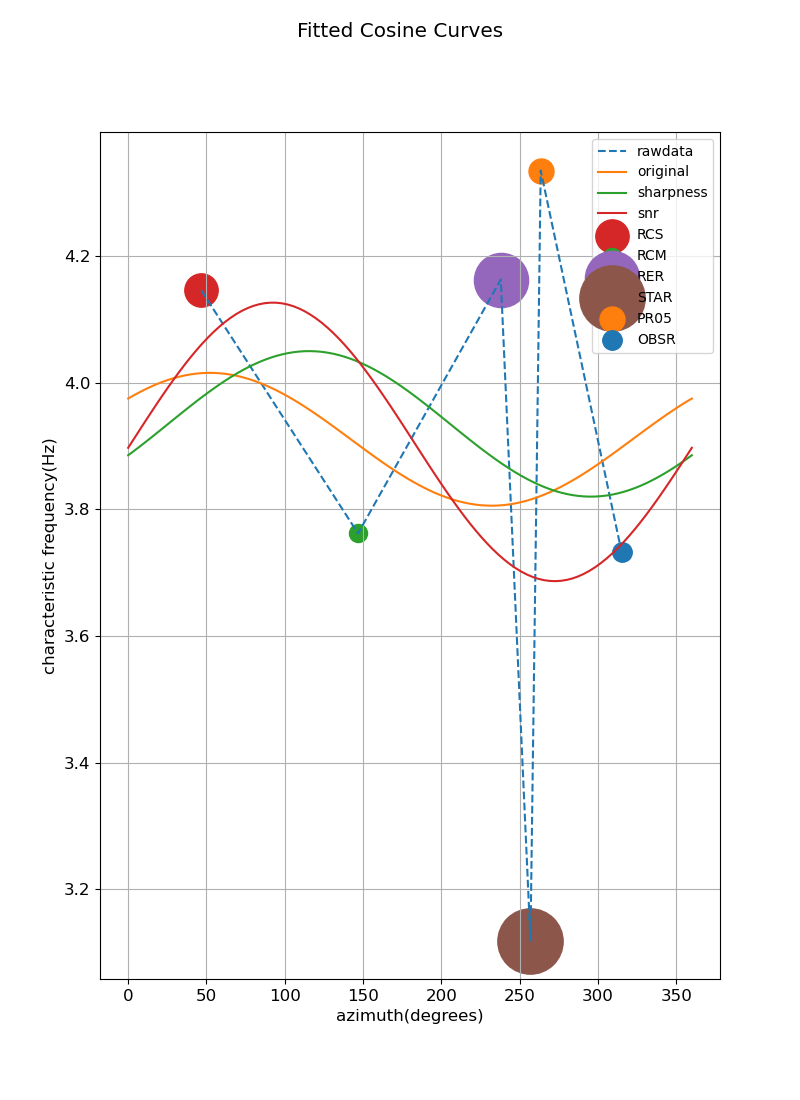 Fitted Cosine Curves
rawdata
original
sharpness
snr
RCS
RCM
RER
STAR
PR05
OBSR
4.2
4.0
3.8
3.6
3.4
3.2
characteristic frequency(Hz)
0 50 100 150 200 250 300 350
azimuth(degrees)